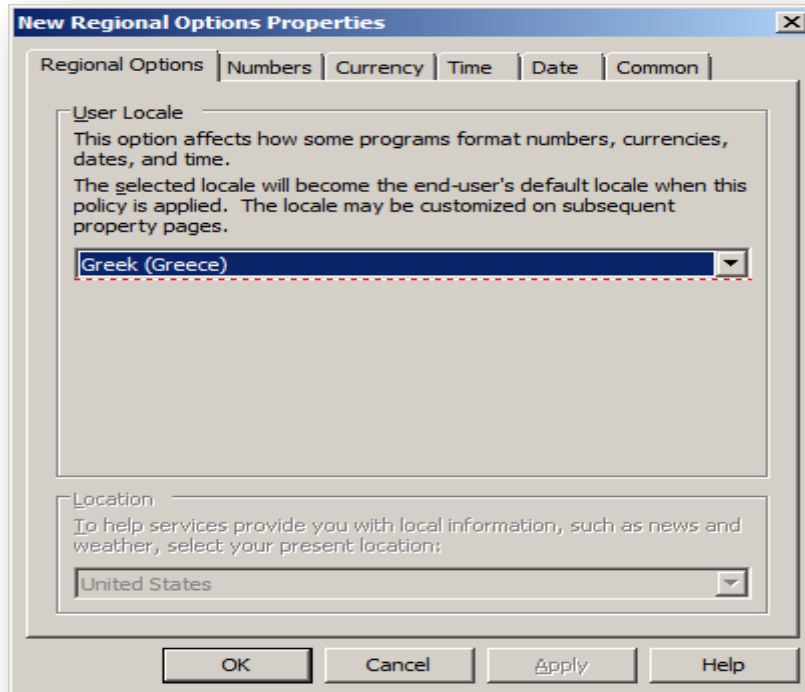 New Regional Options Properties
Regional Options Numbers Currency Time Date Common
User Locale
This option affects how some programs format numbers, currencies,
dates, and time.
The selected locale will become the end-user's default locale when this
policy is applied. The locale may be customized on subsequent
property pages.
Greek (Greece)
Location
To help services provide you with local information, such as news and
weather, select your present location:
United States
OK Cancel Apply Help